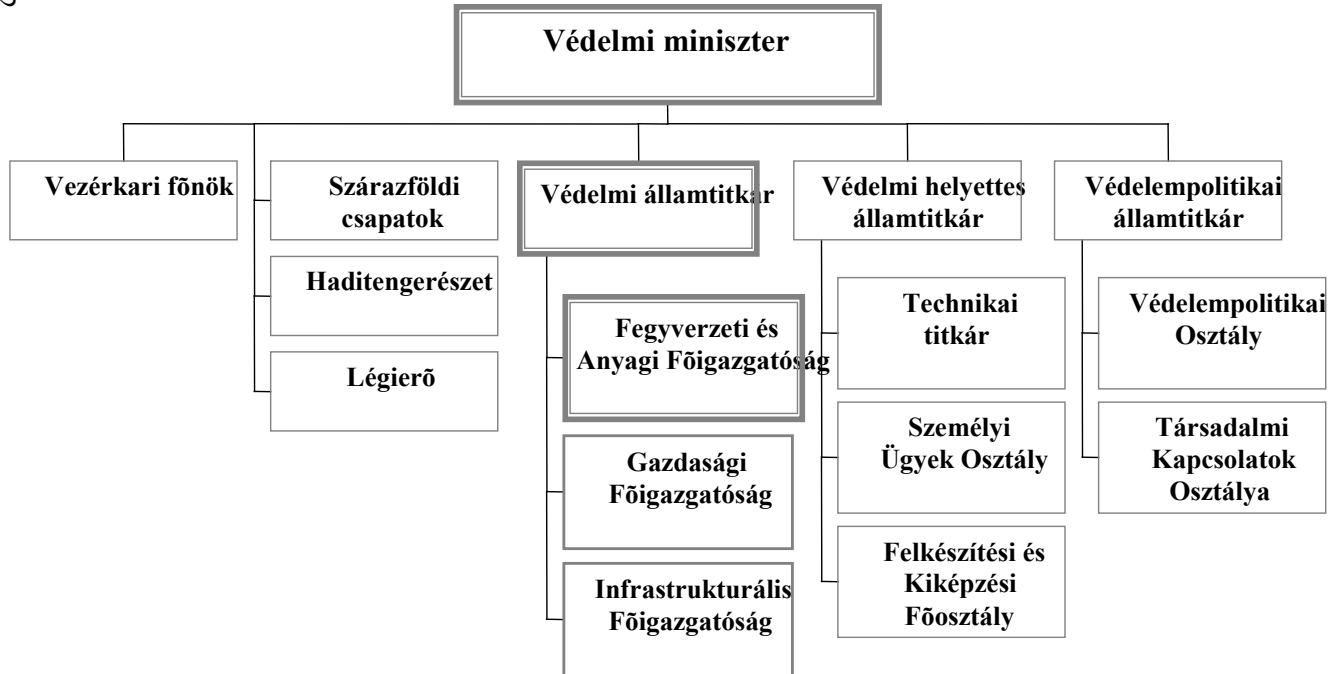 Védelmi miniszter
Vezérkari fõnök
Szárazföldi
csapatok
Haditengerészet
Légierõ
Védelmi államtitkár
Fegyverzeti és
Anyagi Fõigazgatóság
Gazdasági
Fõigazgatóság
Infrastrukturális
Fõigazgatóság
Védelmi helyettes
államtitkár
Technikai
titkár
Személyi
Ügyek Osztály
Felkészítési és
Kiképzési
Fõosztály
Védelempolitikai
államtitkár
Védelempolitikai
Osztály
Társadalmi
Kapcsolatok
Osztálya